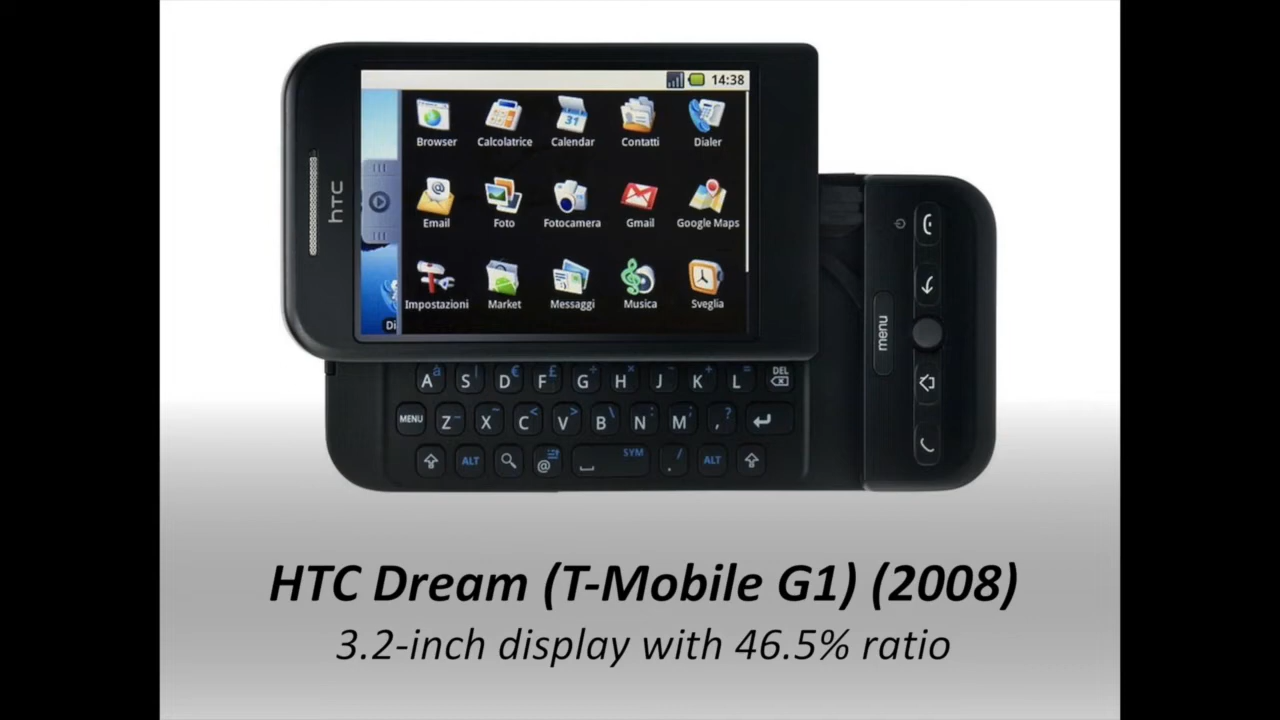 14:38
Browser Calcolatrice Calendar Contatti Dialer
31
Email Foto Fotocamera Gmail Google Maps
Impostazioni Market Messaggi Musica Sveglia
Di
hTC
menu
A S D € F £ G H J K + L = DEL
MENU Z X C < V > B \ N : M ; , ?
ALT @ SYM . / ALT
HTC Dream (T-Mobile G1) (2008)
3.2-inch display with 46.5% ratio